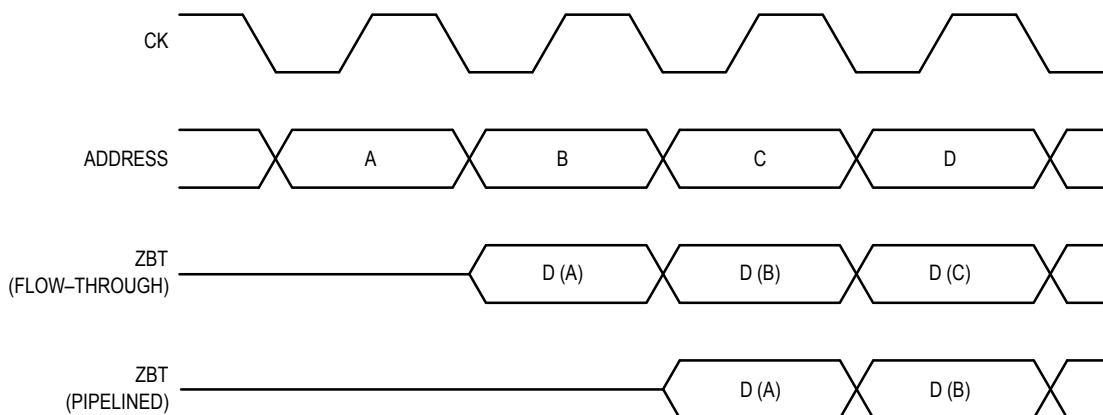 CK
ADDRESS A B C D
ZBT
(FLOW–THROUGH) D (A) D (B) D (C)
ZBT
(PIPELINED) D (A) D (B)